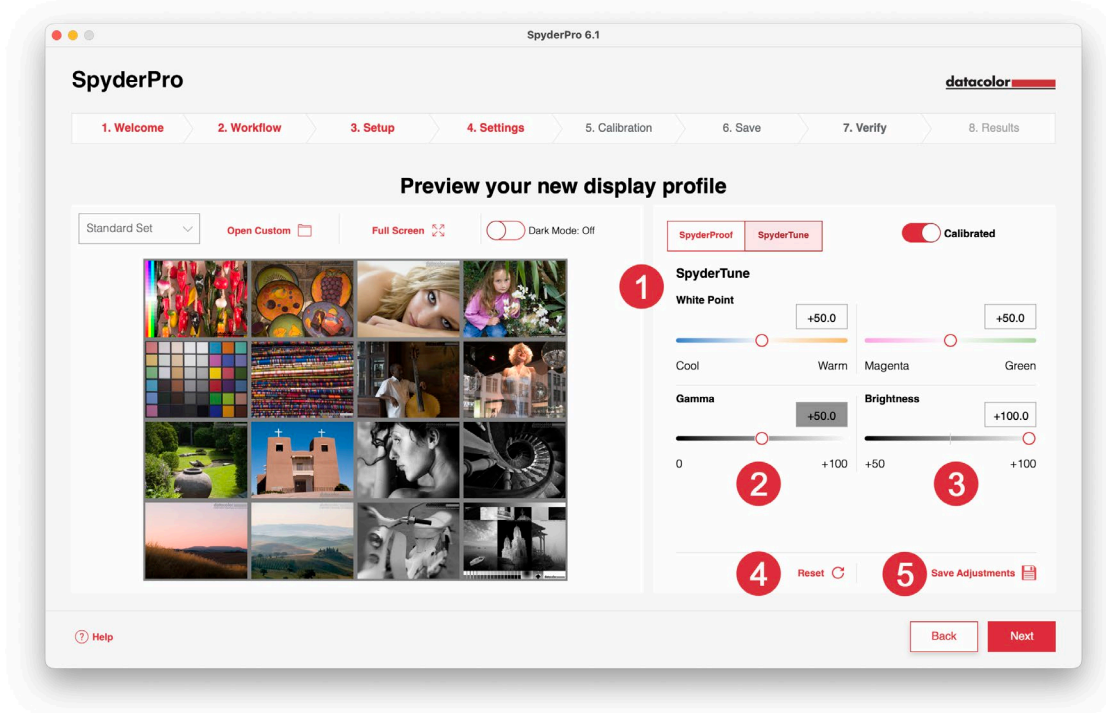 SpyderPro 6.1
SpyderPro
datacolor
1. Welcome
2. Workflow
3. Setup
4. Settings
5. Calibration
6. Save
7. Verify
8. Results
Preview your new display profile
Standard Set
Open Custom
Full Screen
Dark Mode: Off
SpyderProof
SpyderTune
Calibrated
1
SpyderTune
White Point
+50.0
+50.0
Cool
Warm
Magenta
Green
Gamma
+50.0
Brightness
+100.0
0
+100
+50
+100
2
3
4
Reset
5
Save Adjustments
? Help
Back
Next